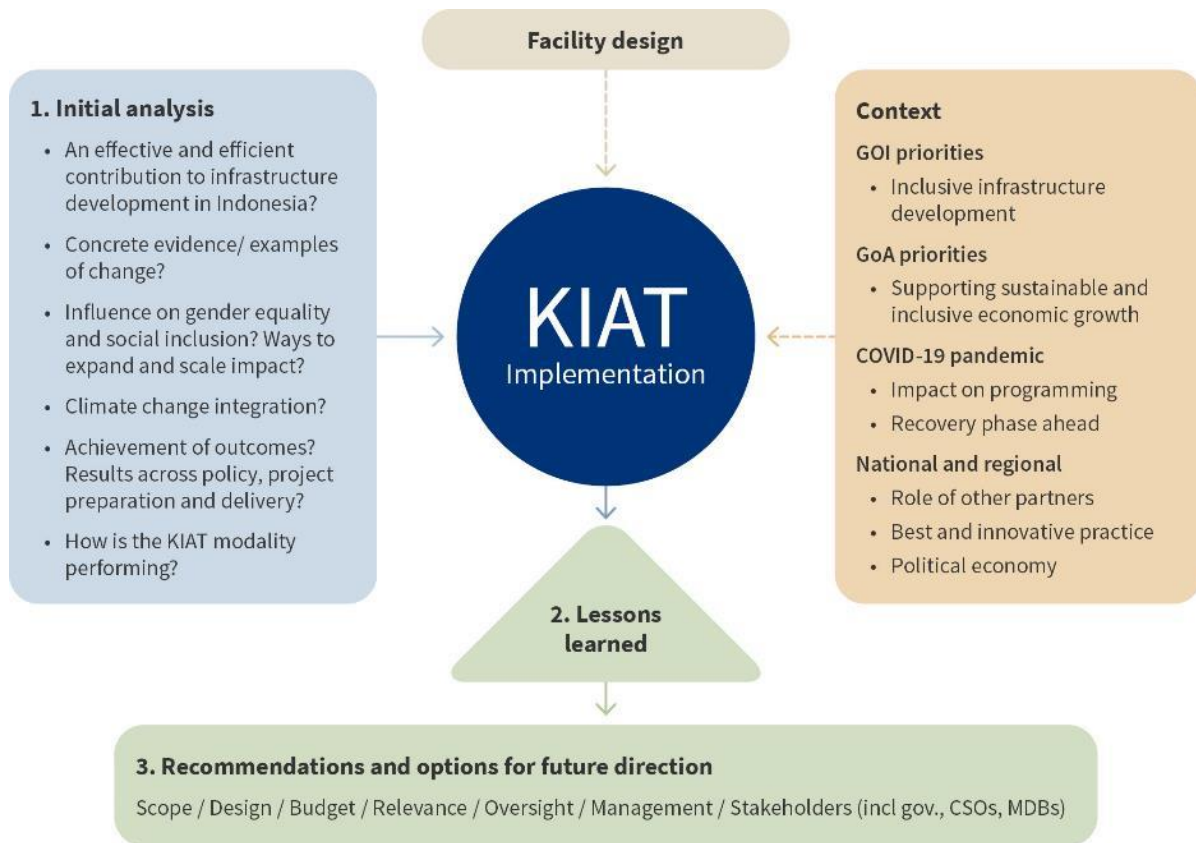 Facility design
1. Initial analysis
• An effective and efficient
contribution to infrastructure
development in Indonesia?
• Concrete evidence/ examples
of change?
• Influence on gender equality
and social inclusion? Ways to
expand and scale impact?
• Climate change integration?
• Achievement of outcomes?
Results across policy, project
preparation and delivery?
• How is the KIAT modality
performing?
KIAT
Implementation
Context
GOI priorities
• Inclusive infrastructure
development
GoA priorities
• Supporting sustainable and
inclusive economic growth
COVID-19 pandemic
• Impact on programming
• Recovery phase ahead
National and regional
• Role of other partners
• Best and innovative practice
• Political economy
2. Lessons
learned
3. Recommendations and options for future direction
Scope / Design / Budget / Relevance / Oversight / Management / Stakeholders (incl gov., CSOs, MDBs)